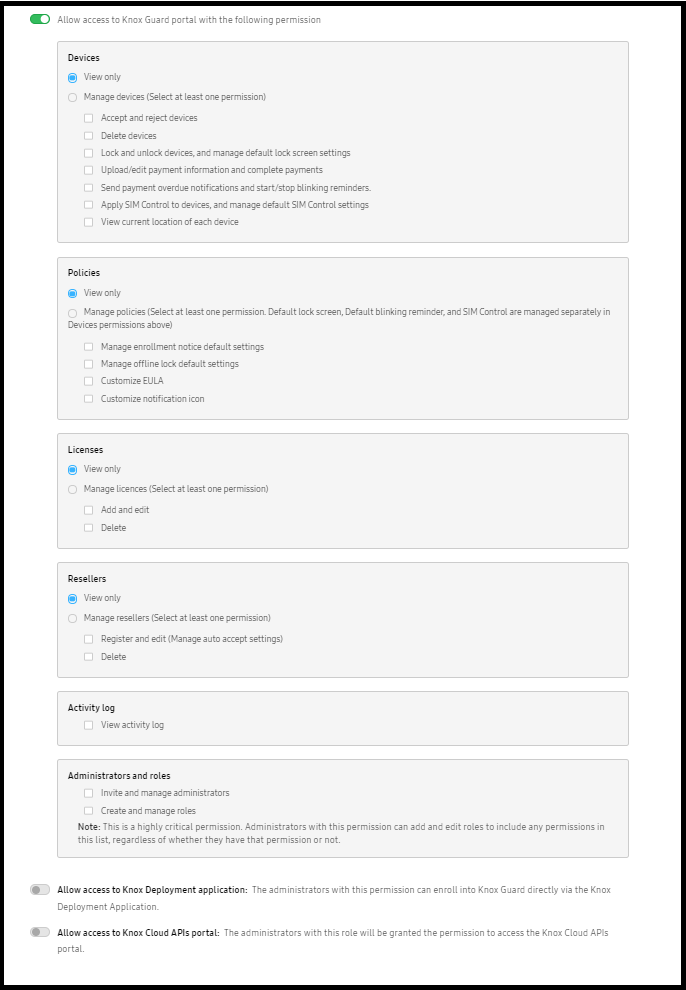 Allow access to Knox Guard portal with the following permission
Devices
View only
Manage devices (Select at least one permission)
Accept and reject devices
Delete devices
Lock and unlock devices, and manage default lock screen settings
Upload/edit payment information and complete payments
Send payment overdue notifications and start/stop blinking reminders.
Apply SIM Control to devices, and manage default SIM Control settings
View current location of each device
Policies
View only
Manage policies (Select at least one permission. Default lock screen, Default blinking reminder, and SIM Control are managed separately in
Devices permissions above)
Manage enrollment notice default settings
Manage offline lock default settings
Customize EULA
Customize notification icon
Licenses
View only
Manage licences (Select at least one permission)
Add and edit
Delete
Resellers
View only
Manage resellers (Select at least one permission)
Register and edit (Manage auto accept settings)
Delete
Activity log
View activity log
Administrators and roles
Invite and manage administrators
Create and manage roles
Note: This is a highly critical permission. Administrators with this permission can add and edit roles to include any permissions in
this list, regardless of whether they have that permission or not.
Allow access to Knox Deployment application: The administrators with this permission can enroll into Knox Guard directly via the Knox
Deployment Application.
Allow access to Knox Cloud APIs portal: The administrators with this role will be granted the permission to access the Knox Cloud APIs
portal.